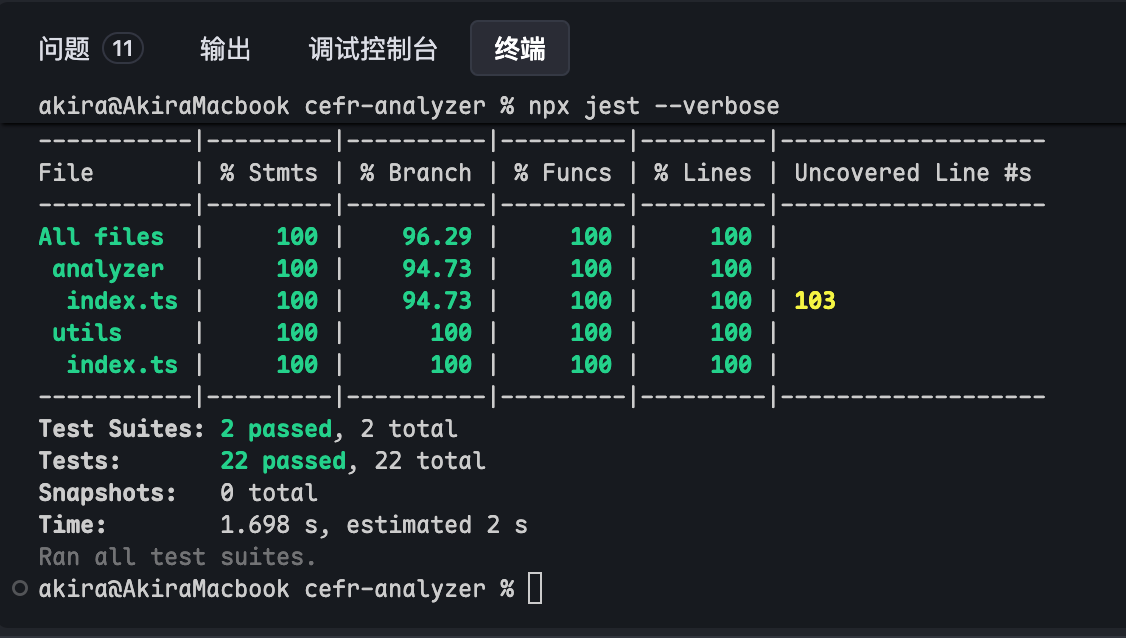 问题 11 输出 调试控制台 终端
akira@AkiraMacbook cefr-analyzer % npx jest --verbose
-----------|---------|----------|---------|---------|-------------------
File       | % Stmts | % Branch | % Funcs | % Lines | Uncovered Line #s
-----------|---------|----------|---------|---------|-------------------
All files  |     100 |    96.29 |     100 |     100 |
 analyzer  |     100 |    94.73 |     100 |     100 |
  index.ts |     100 |    94.73 |     100 |     100 | 103
 utils     |     100 |      100 |     100 |     100 |
  index.ts |     100 |      100 |     100 |     100 |
-----------|---------|----------|---------|---------|-------------------
Test Suites: 2 passed, 2 total
Tests:       22 passed, 22 total
Snapshots:   0 total
Time:        1.698 s, estimated 2 s
Ran all test suites.
akira@AkiraMacbook cefr-analyzer %